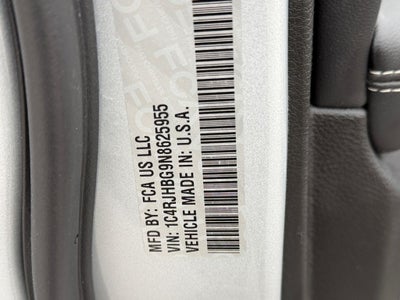 MFD BY: FCA US LLC
VIN: 1C4RJHBG9N8625955
VEHICLE MADE IN: U.S.A.